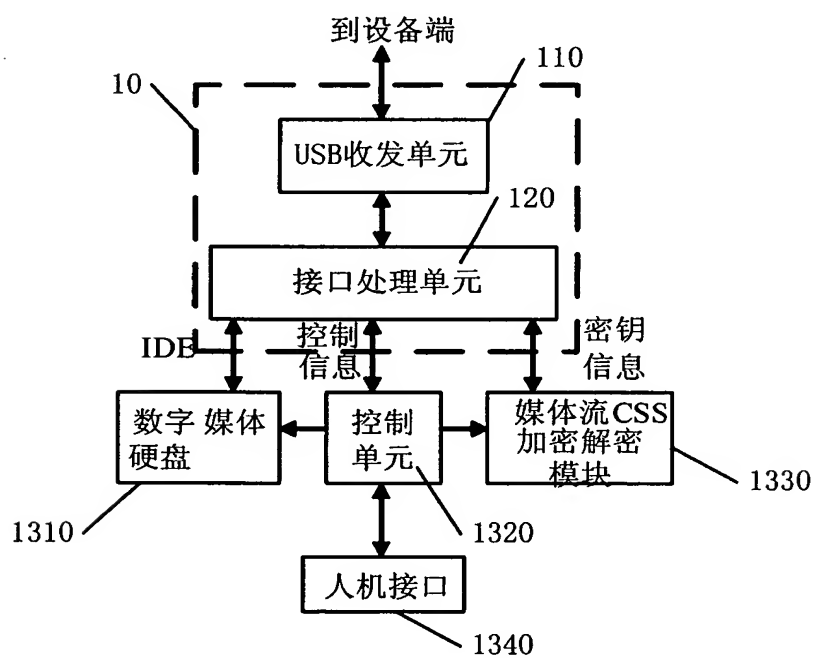 到设备端
110
10
USB收发单元
120
接口处理单元
IDE
控制
信息
密钥
信息
数字 媒体
硬盘
控制
单元
媒体流CSS
加密解密
模块
1310
1320
1330
人机接口
1340